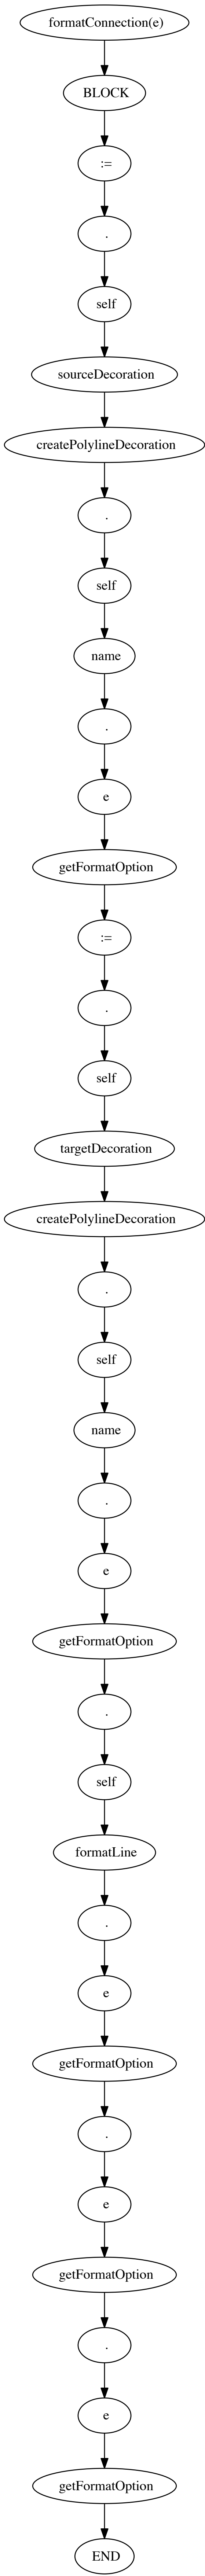 formatConnection(e)
BLOCK
:=
.
self
sourceDecoration
createPolylineDecoration
.
self
name
.
e
getFormatOption
:=
.
self
targetDecoration
createPolylineDecoration
.
self
name
.
e
getFormatOption
.
self
formatLine
.
e
getFormatOption
.
e
getFormatOption
.
e
getFormatOption
END